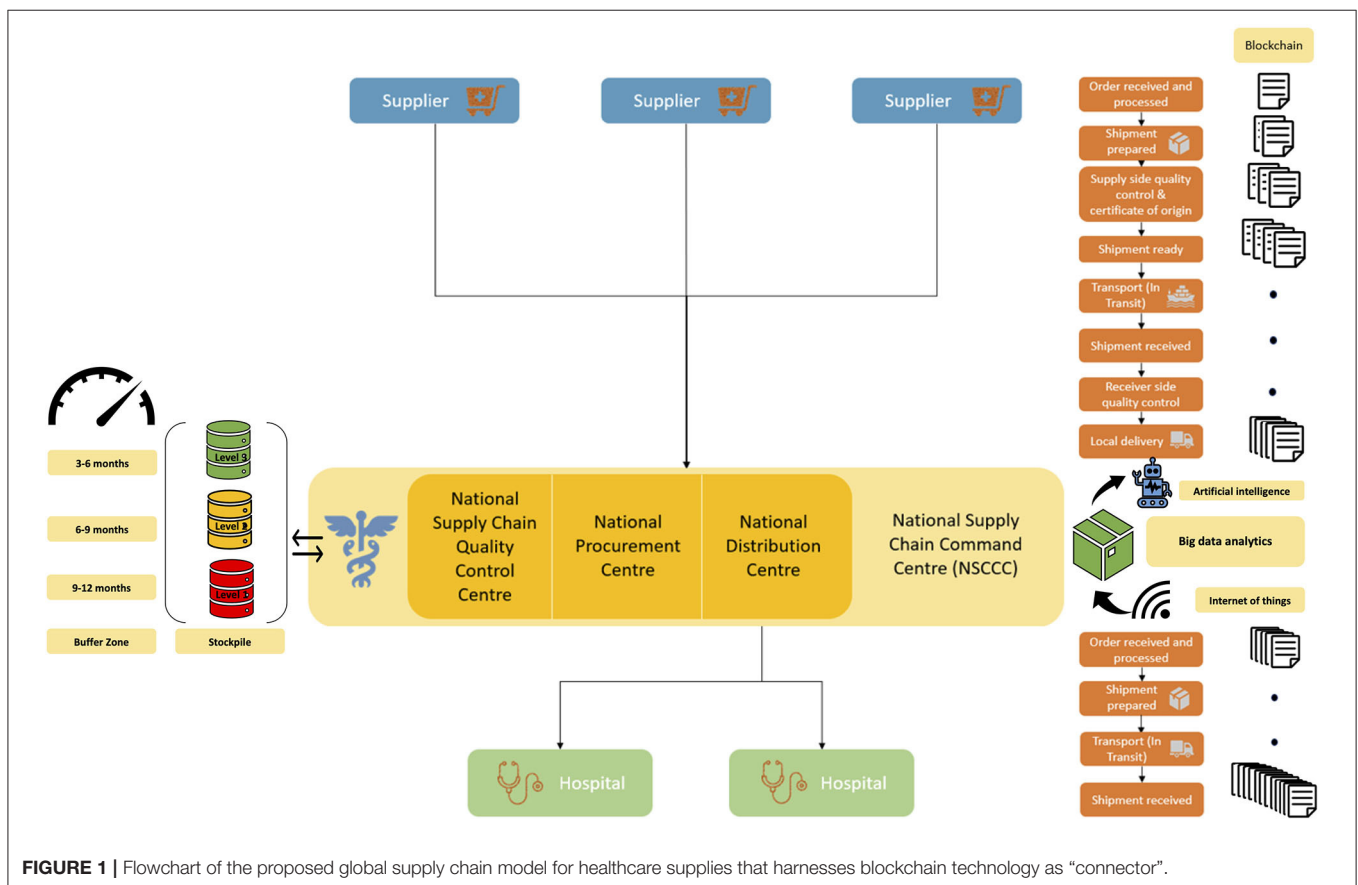 Blockchain
Supplier
Supplier
Supplier
Order received and
processed
Shipment
prepared
Supply side quality
control &
certificate of origin
Shipment ready
Transport (In
Transit)
Shipment received
Receiver side
quality control
Local delivery
3-6 months
6-9 months
9-12 months
Buffer Zone
Level
Level
Level
Stockpile
National
Supply Chain
Quality
Control
Centre
National
Procurement
Centre
National
Distribution
Centre
National Supply
Chain Command
Centre (NSCCC)
Artificial intelligence
Big data analytics
Internet of things
Order received and
processed
Shipment
prepared
Transport (In
Transit)
Shipment received
Hospital
Hospital
FIGURE 1 | Flowchart of the proposed global supply chain model for healthcare supplies that harnesses blockchain technology as “connector”.